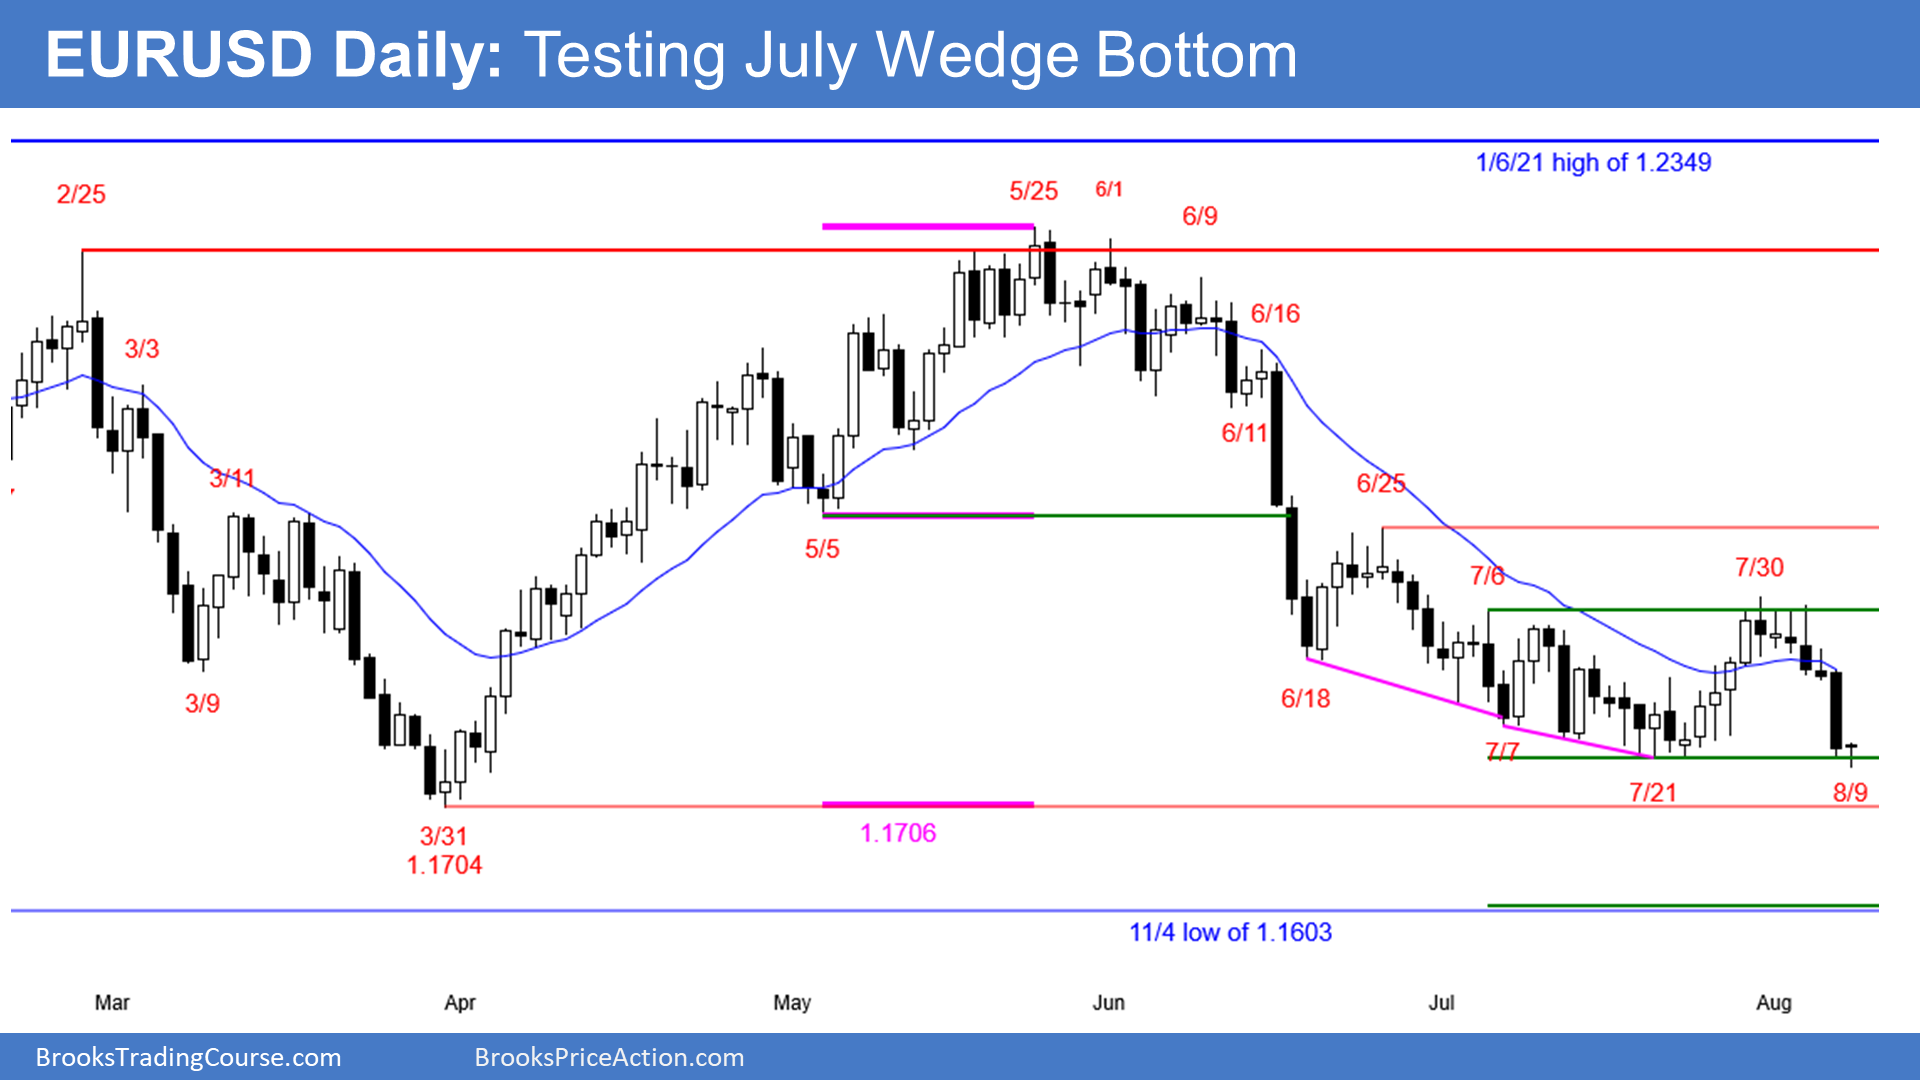 EURUSD Daily: Testing July Wedge Bottom
1/6/21 high of 1.2349
2/25
5/25
6/1
6/9
6/16
3/3
6/11
3/11
6/25
5/5
7/6
7/30
3/9
6/18
7/7
7/21
8/9
3/31
1.1704
1.1706
11/4 low of 1.1603
Mar
Apr
May
Jun
Jul
Aug
BrooksTradingCourse.com
BrooksPriceAction.com